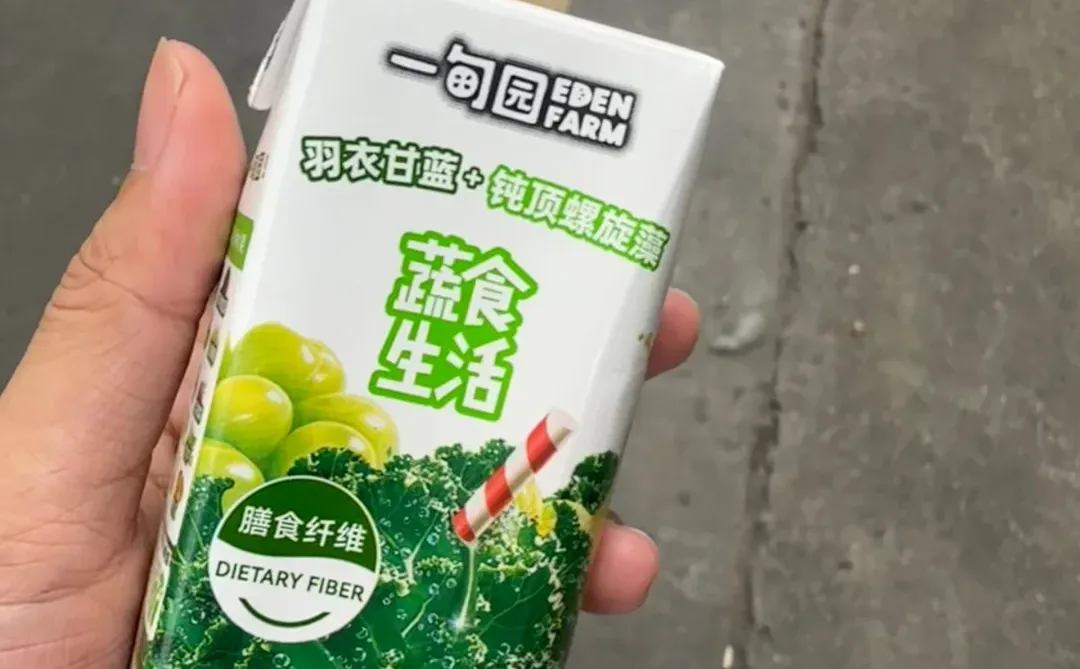 一甸园 EDEN FARM
羽衣甘蓝+钝顶螺旋藻
蔬食
生活
膳食纤维
DIETARY FIBER